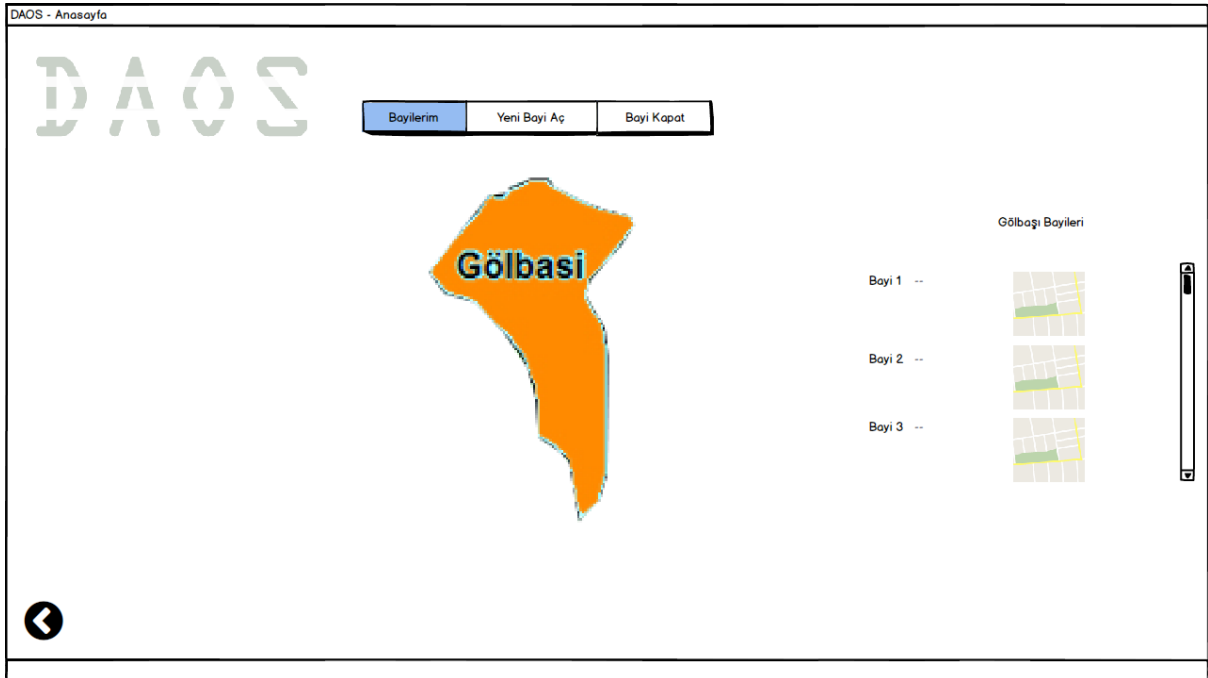 DAOS - Anasayfa
DAOS
Bayilerim Yeni Bayi Aç Bayi Kapat
Gölbasi
Gölbaşı Bayileri
Bayi 1 --
Bayi 2 --
Bayi 3 --